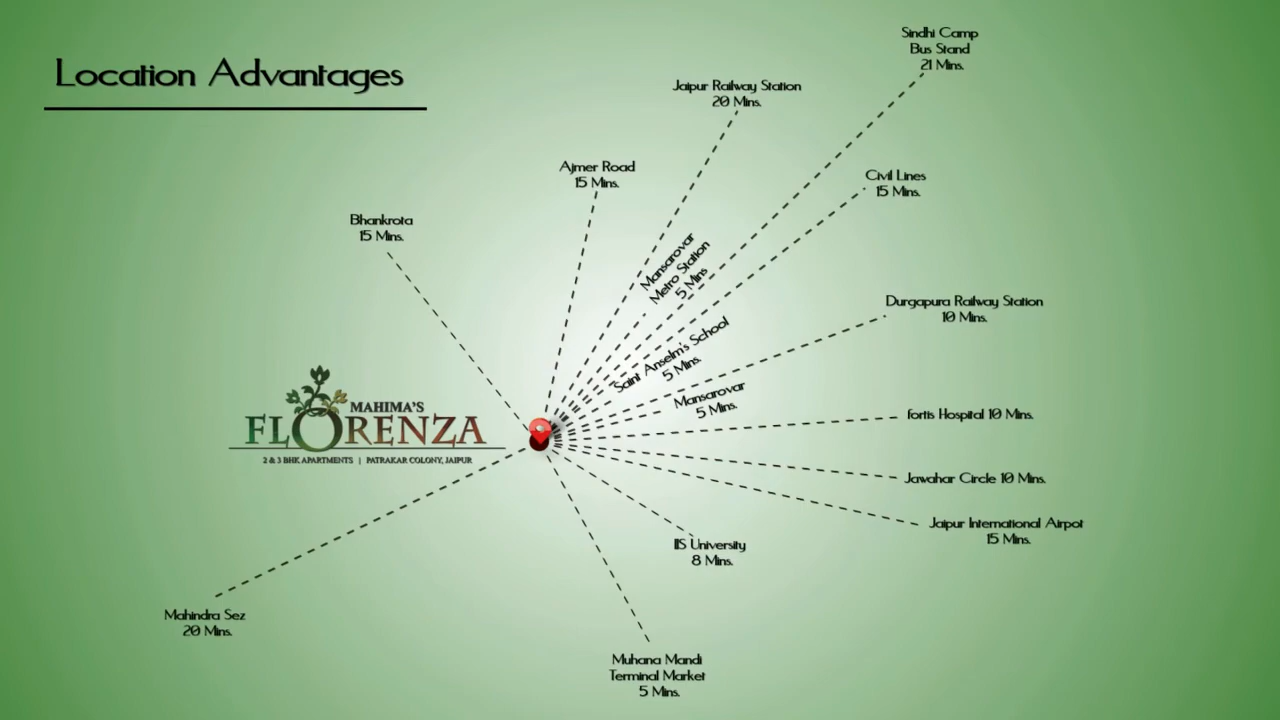 Location Advantages
Sindhi Camp
Bus Stand
21 Mins.
Jaipur Railway Station
20 Mins.
Ajmer Road
15 Mins.
Civil Lines
15 Mins.
Bhankrota
15 Mins.
Mansarovar
Metro Station
5 Mins
Durgapura Railway Station
10 Mins.
Saint Anselm's School
5 Mins.
Mansarovar
5 Mins.
MAHIMA'S
FLORENZA
2 & 3 BHK APARTMENTS | PATRAKAR COLONY, JAIPUR
fortis Hospital 10 Mins.
Jawahar Circle 10 Mins.
Jaipur International Airpot
15 Mins.
IIS University
8 Mins.
Mahindra Sez
20 Mins.
Muhana Mandi
Terminal Market
5 Mins.